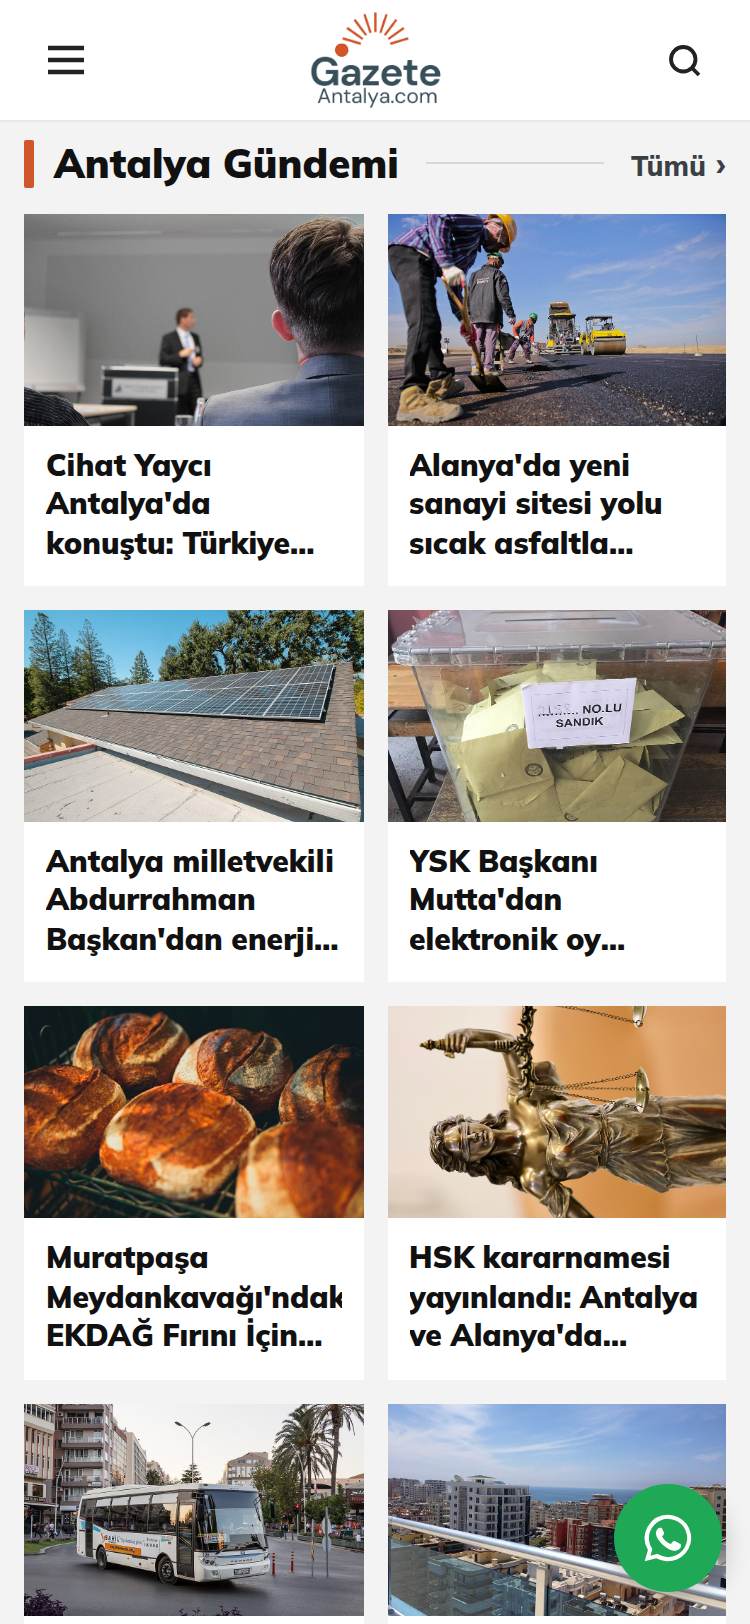 Gazete
Antalya.com
Antalya Gündemi
Tümü ›
Cihat Yaycı
Antalya'da
konuştu: Türkiye...
Alanya'da yeni
sanayi sitesi yolu
sıcak asfaltla...
NO.LU
SANDIK
Antalya milletvekili
Abdurrahman
Başkan'dan enerji...
YSK Başkanı
Mutta'dan
elektronik oy...
Muratpaşa
Meydankavağı'ndak
EKDAĞ Fırını İçin...
HSK kararnamesi
yayınlandı: Antalya
ve Alanya'da...